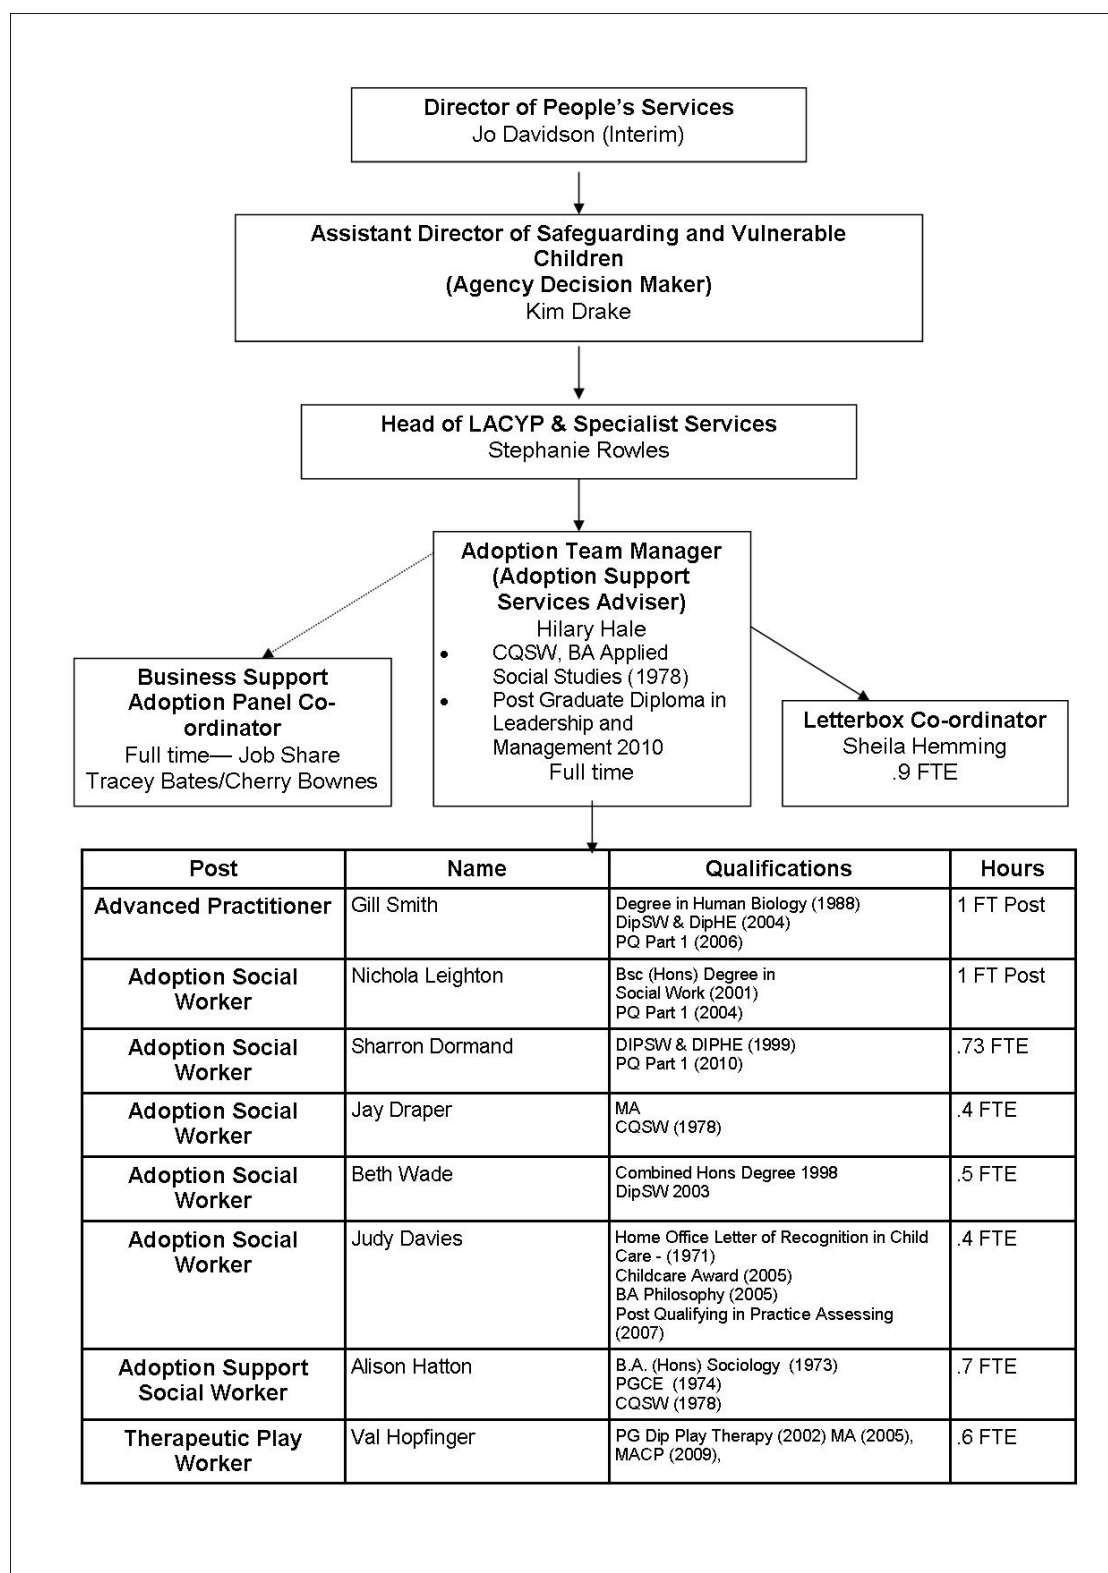 Director of People's Services
Jo Davidson (Interim)
Assistant Director of Safeguarding and Vulnerable
Children
(Agency Decision Maker)
Kim Drake
Head of LACYP & Specialist Services
Stephanie Rowles
Adoption Team Manager
(Adoption Support
Services Adviser)
Hilary Hale
• CQSW, BA Applied
Social Studies (1978)
• Post Graduate Diploma in
Leadership and
Management 2010
Full time
Business Support
Adoption Panel Co-
ordinator
Full time— Job Share
Tracey Bates/Cherry Bownes
Letterbox Co-ordinator
Sheila Hemming
.9 FTE
Post Name Qualifications Hours
Advanced Practitioner Gill Smith Degree in Human Biology (1988) 1 FT Post
DipSW & DipHE (2004)
PQ Part 1 (2006)
Adoption Social Nichola Leighton Bsc (Hons) Degree in 1 FT Post
Worker Social Work (2001)
PQ Part 1 (2004)
Adoption Social Sharron Dormand DIPSW & DIPHE (1999) .73 FTE
Worker PQ Part 1 (2010)
Adoption Social Jay Draper MA .4 FTE
Worker CQSW (1978)
Adoption Social Beth Wade Combined Hons Degree 1998 .5 FTE
Worker DipSW 2003
Adoption Social Judy Davies Home Office Letter of Recognition in Child .4 FTE
Worker Care - (1971)
Childcare Award (2005)
BA Philosophy (2005)
Post Qualifying in Practice Assessing
(2007)
Adoption Support Alison Hatton B.A. (Hons) Sociology (1973) .7 FTE
Social Worker PGCE (1974)
CQSW (1978)
Therapeutic Play Val Hopfinger PG Dip Play Therapy (2002) MA (2005), .6 FTE
Worker MACP (2009),